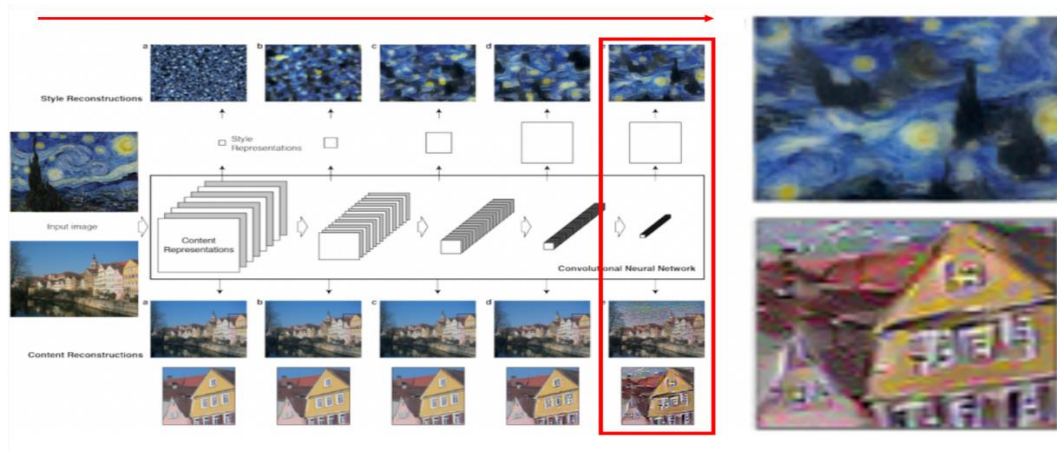 a b c d
Style Reconstructions
Style
Representations
Input image
Content
Representations
Convolutional Neural Network
a b c d
Content Reconstructions